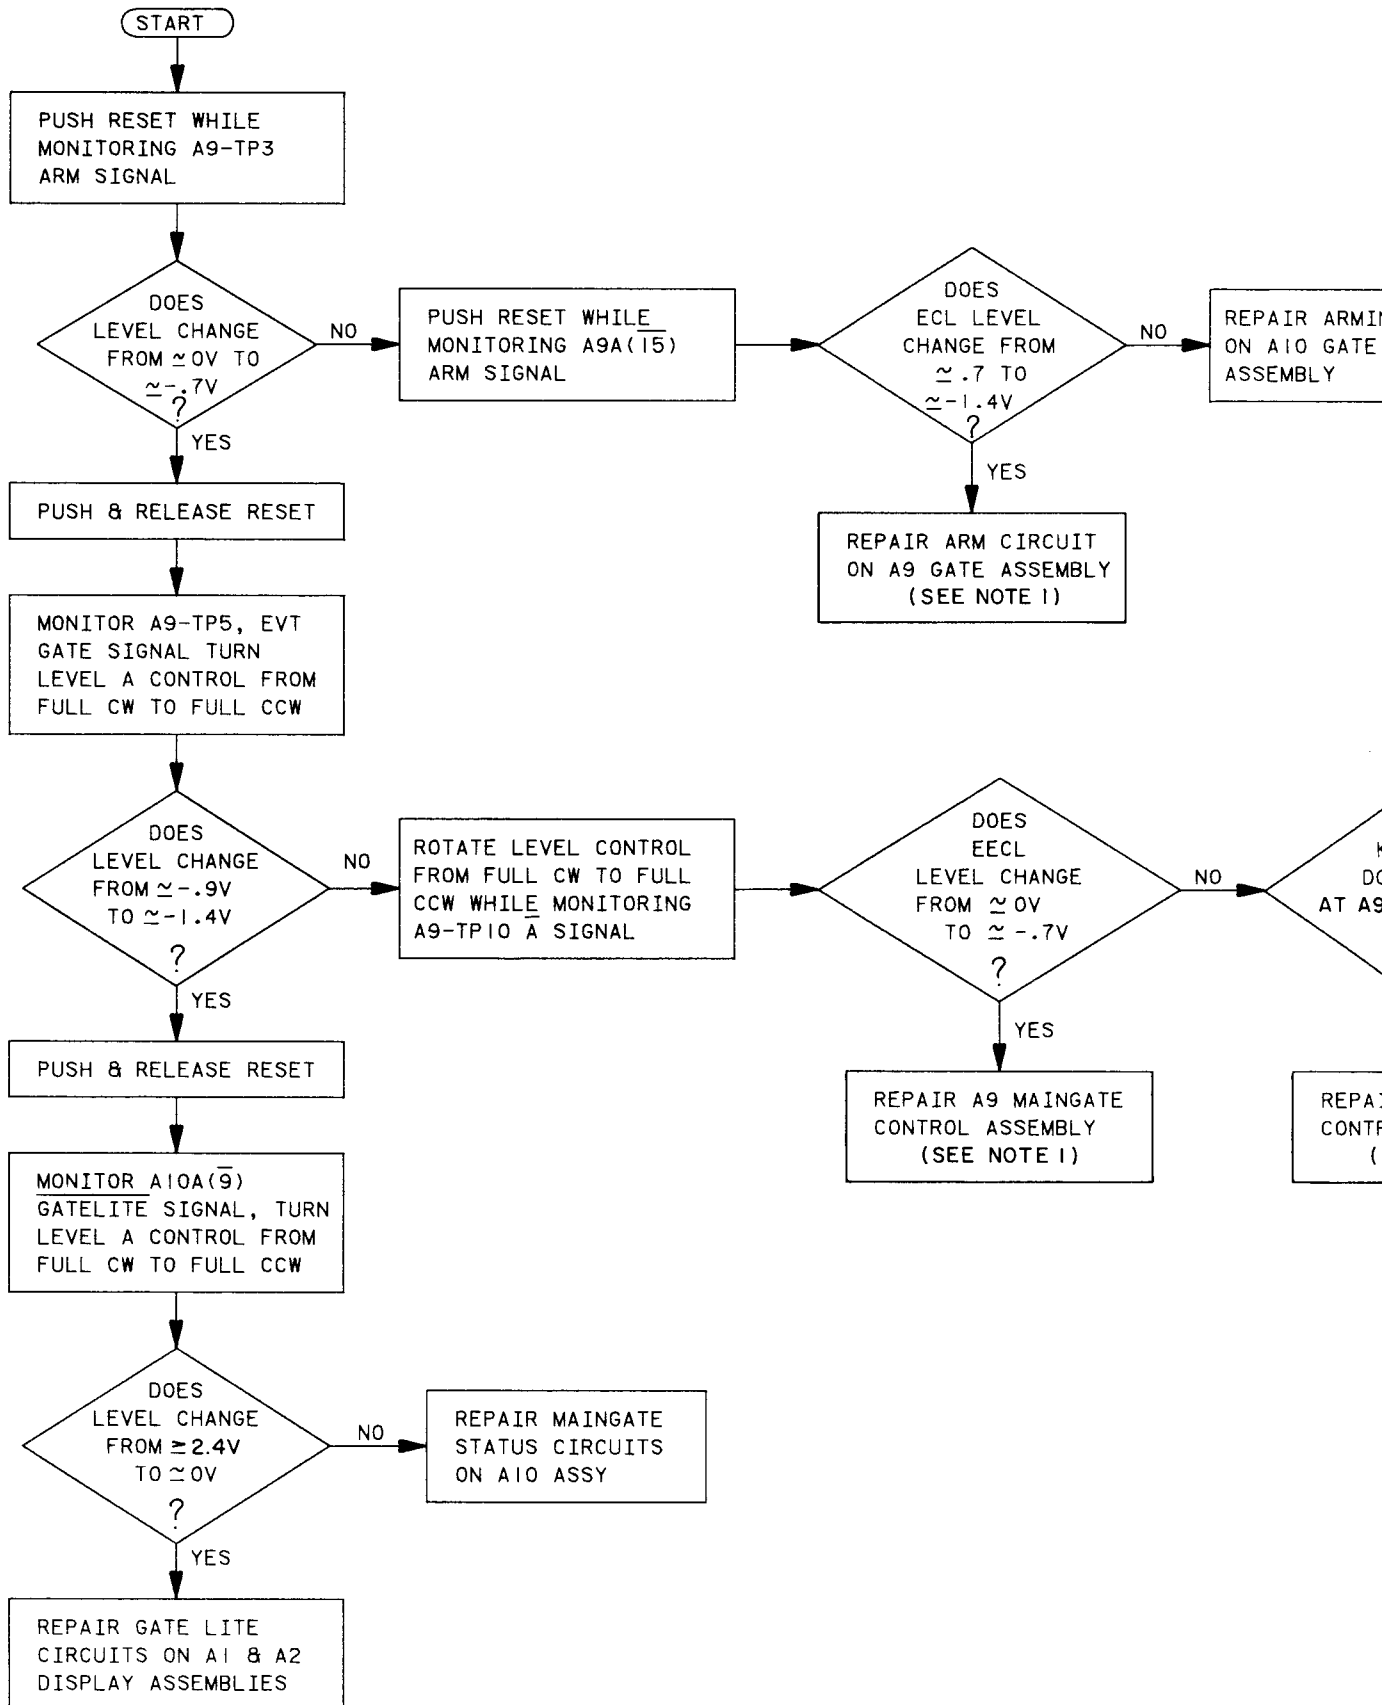 START
PUSH RESET WHILE
MONITORING A9-TP3
ARM SIGNAL
DOES
LEVEL CHANGE
FROM ≃0V TO
≃-.7V
?
NO
PUSH RESET WHILE
MONITORING A9A(1̅5̅)
ARM SIGNAL
DOES
ECL LEVEL
CHANGE FROM
≃.7 TO
≃-1.4V
?
NO
ON A10 GATE
ASSEMBLY
REPAIR
YES
REPAIR ARM CIRCUIT
ON A9 GATE ASSEMBLY
(SEE NOTE 1)
YES
PUSH & RELEASE RESET
MONITOR A9-TP5, EVT
GATE SIGNAL TURN
LEVEL A CONTROL FROM
FULL CW TO FULL CCW
DOES
LEVEL CHANGE
FROM ≃-.9V
TO ≃-1.4V
?
NO
ROTATE LEVEL CONTROL
FROM FULL CW TO FULL
CCW WHILE MONITORING
A9-TP10 A̅ SIGNAL
DOES
EECL
LEVEL CHANGE
FROM ≃0V
TO ≃-.7V
?
NO
AT A9
YES
REPAIR A9 MAINGATE
CONTROL ASSEMBLY
(SEE NOTE 1)
YES
PUSH & RELEASE RESET
MONITOR A10A(9̅)
G̅A̅T̅E̅L̅I̅T̅E̅ SIGNAL, TURN
LEVEL A CONTROL FROM
FULL CW TO FULL CCW
DOES
LEVEL CHANGE
FROM ≥2.4V
TO ≃0V
?
NO
REPAIR MAINGATE
STATUS CIRCUITS
ON A10 ASSY
YES
REPAIR GATE LITE
CIRCUITS ON A1 & A2
DISPLAY ASSEMBLIES